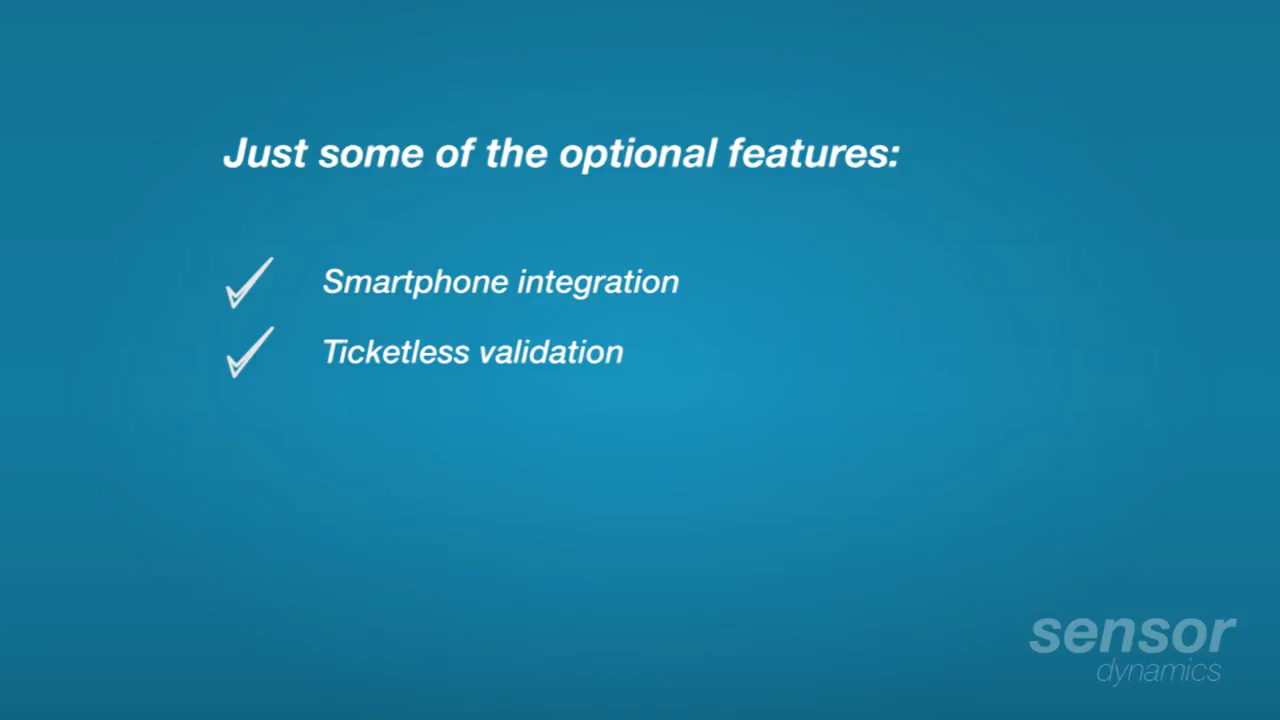 Just some of the optional features:
Smartphone integration
Ticketless validation
sensor
dynamics